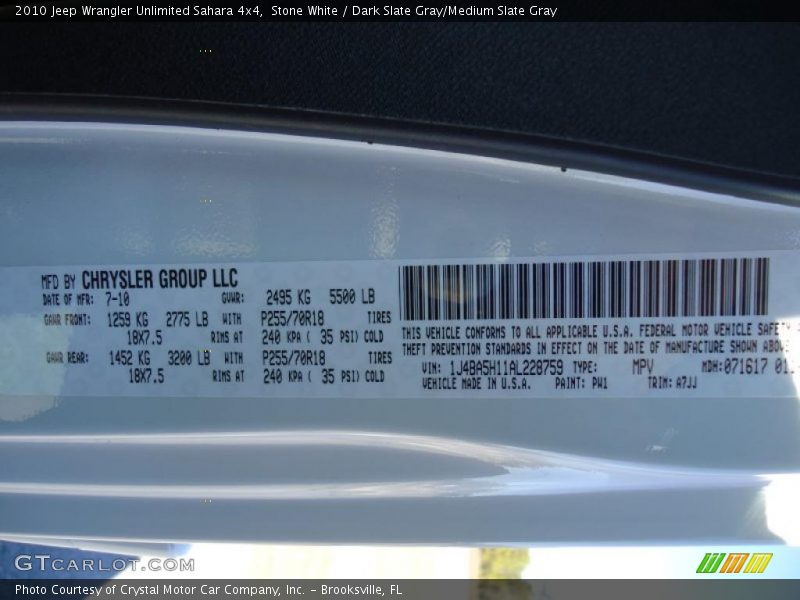 2010 Jeep Wrangler Unlimited Sahara 4x4,  Stone White / Dark Slate Gray/Medium Slate Gray
MFD BY CHRYSLER GROUP LLC
DATE OF MFR: 7-10 GVWR: 2495 KG 5500 LB
GAWR FRONT: 1259 KG 2775 LB WITH P255/70R18 TIRES
18X7.5 RIMS AT 240 KPA ( 35 PSI) COLD
GAWR REAR: 1452 KG 3200 LB WITH P255/70R18 TIRES
18X7.5 RIMS AT 240 KPA ( 35 PSI) COLD
THIS VEHICLE CONFORMS TO ALL APPLICABLE U.S.A. FEDERAL MOTOR VEHICLE SAFETY
THEFT PREVENTION STANDARDS IN EFFECT ON THE DATE OF MANUFACTURE SHOWN
VIN: 1J4BA5H11AL228759 TYPE: MPV MDH: 071617
VEHICLE MADE IN U.S.A. PAINT: PW1 TRIM: A7JJ
GTCARLOT.COM
Photo Courtesy of Crystal Motor Car Company, Inc. - Brooksville, FL